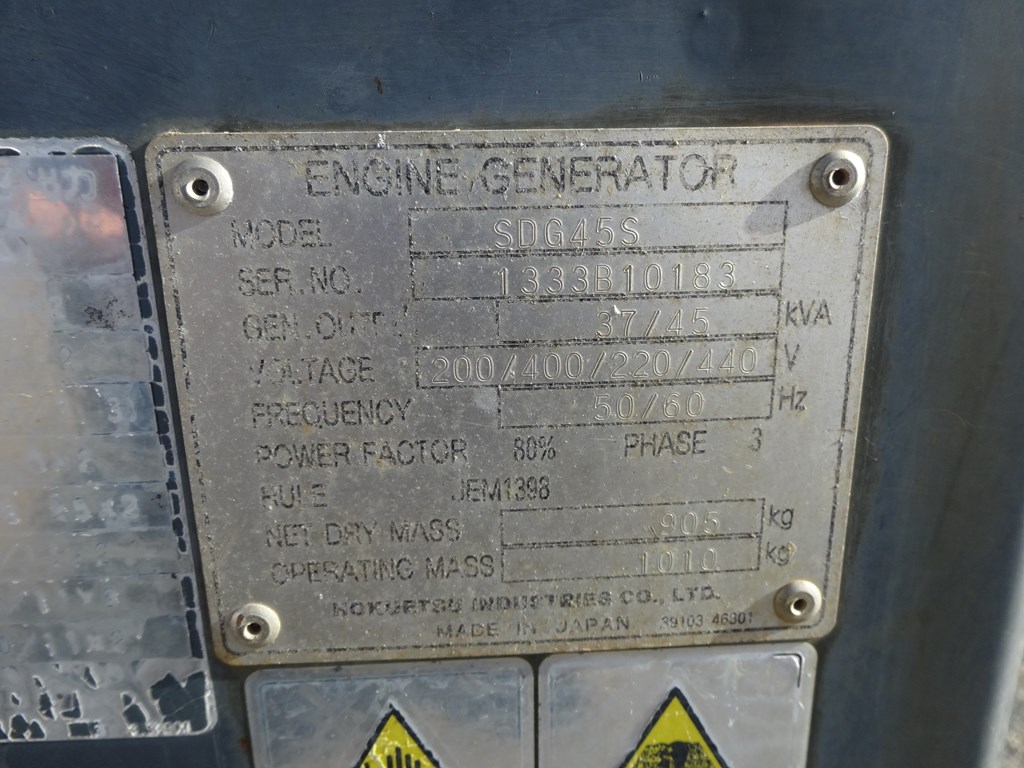 ENGINE GENERATOR
MODEL SDG45S
SER. NO. 1333B10183
GEN. OUTP. 37/45 kVA
VOLTAGE 200/400/220/440 V
FREQUENCY 50/60 Hz
POWER FACTOR 80% PHASE 3
RULE JEM1398
NET DRY MASS 905 kg
OPERATING MASS 1010 kg
HOKUETSU INDUSTRIES CO., LTD.
MADE IN JAPAN 39103 46301